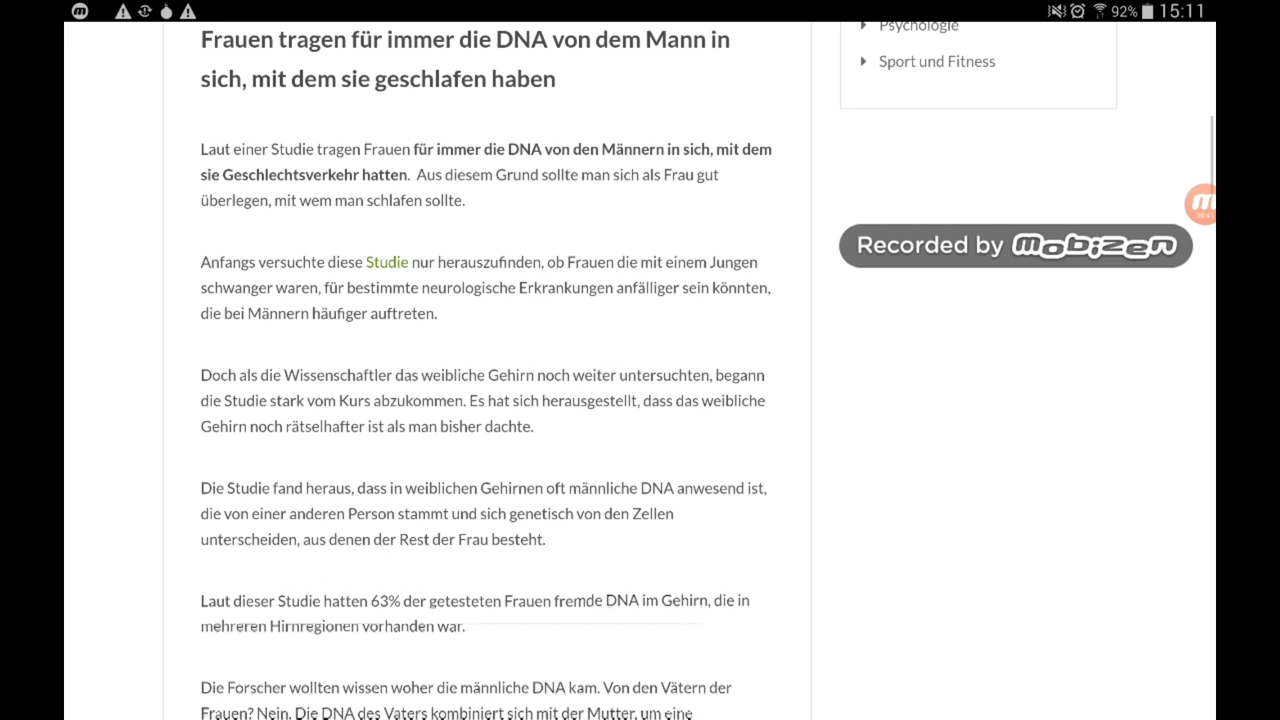 92% 15:11
Frauen tragen für immer die DNA von dem Mann in
sich, mit dem sie geschlafen haben
Psychologie
Sport und Fitness
Laut einer Studie tragen Frauen für immer die DNA von den Männern in sich, mit dem
sie Geschlechtsverkehr hatten. Aus diesem Grund sollte man sich als Frau gut
überlegen, mit wem man schlafen sollte.
Recorded by mobizen
Anfangs versuchte diese Studie nur herauszufinden, ob Frauen die mit einem Jungen
schwanger waren, für bestimmte neurologische Erkrankungen anfälliger sein könnten,
die bei Männern häufiger auftreten.
Doch als die Wissenschaftler das weibliche Gehirn noch weiter untersuchten, begann
die Studie stark vom Kurs abzukommen. Es hat sich herausgestellt, dass das weibliche
Gehirn noch rätselhafter ist als man bisher dachte.
Die Studie fand heraus, dass in weiblichen Gehirnen oft männliche DNA anwesend ist,
die von einer anderen Person stammt und sich genetisch von den Zellen
unterscheiden, aus denen der Rest der Frau besteht.
Laut dieser Studie hatten 63% der getesteten Frauen fremde DNA im Gehirn, die in
mehreren Hirnregionen vorhanden war.
Die Forscher wollten wissen woher die männliche DNA kam. Von den Vätern der
Frauen? Nein. Die DNA des Vaters kombiniert sich mit der Mutter, um eine